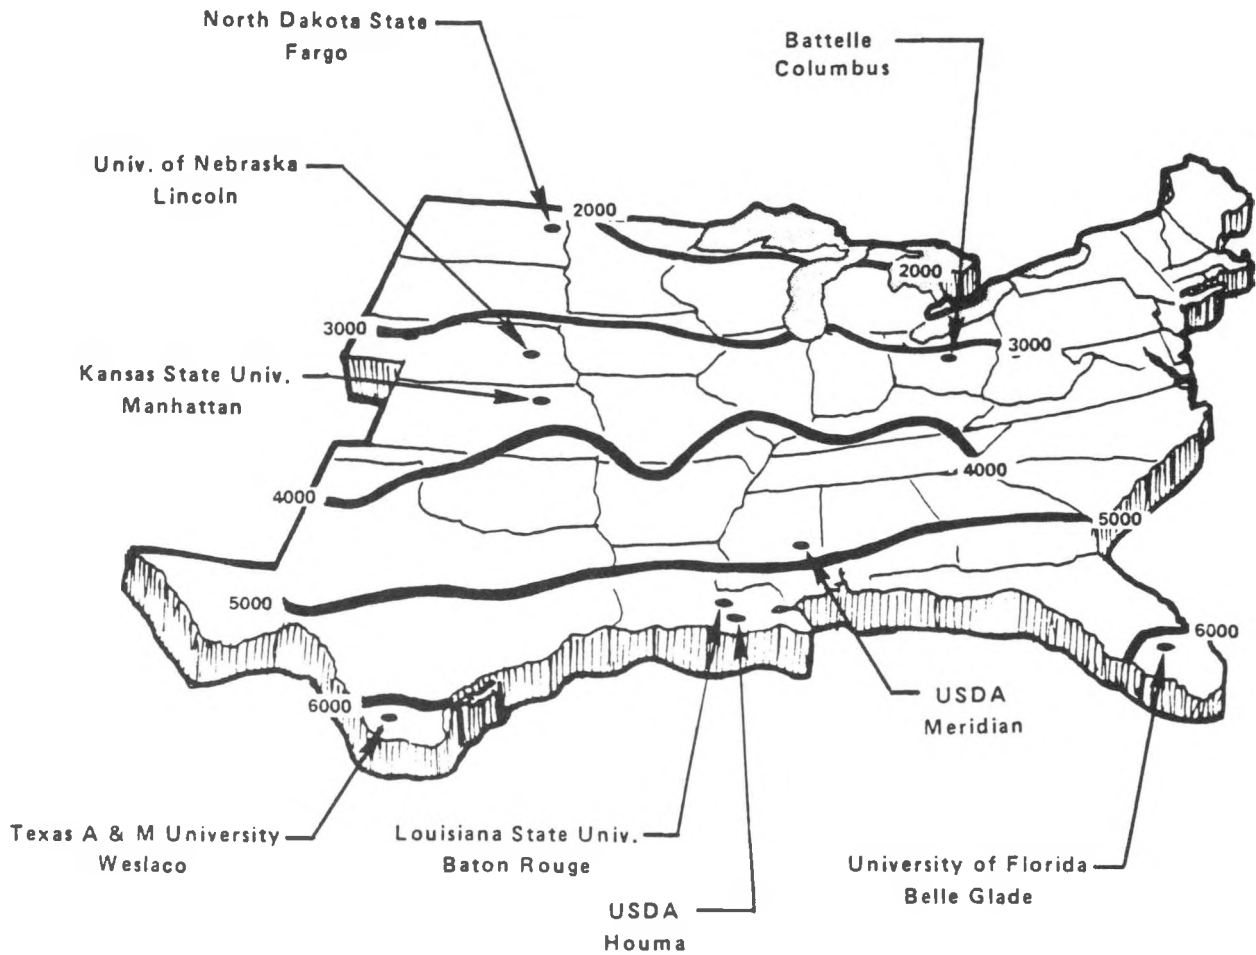 North Dakota State
Fargo
Battelle
Columbus
Univ. of Nebraska
Lincoln
2000
2000
3000
3000
Kansas State Univ.
Manhattan
4000
4000
5000
5000
6000
6000
USDA
Meridian
Texas A & M University
Weslaco
Louisiana State Univ.
Baton Rouge
University of Florida
Belle Glade
USDA
Houma